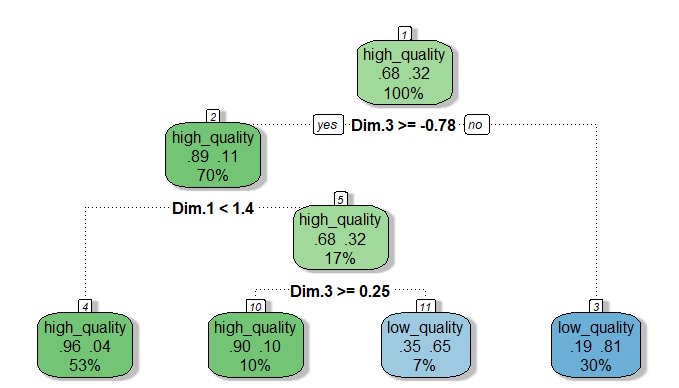 1
high_quality
.68 .32
100%
yes Dim.3 >= -0.78 no
2
high_quality
.89 .11
70%
Dim.1 < 1.4
5
high_quality
.68 .32
17%
Dim.3 >= 0.25
4
high_quality
.96 .04
53%
10
high_quality
.90 .10
10%
11
low_quality
.35 .65
7%
3
low_quality
.19 .81
30%